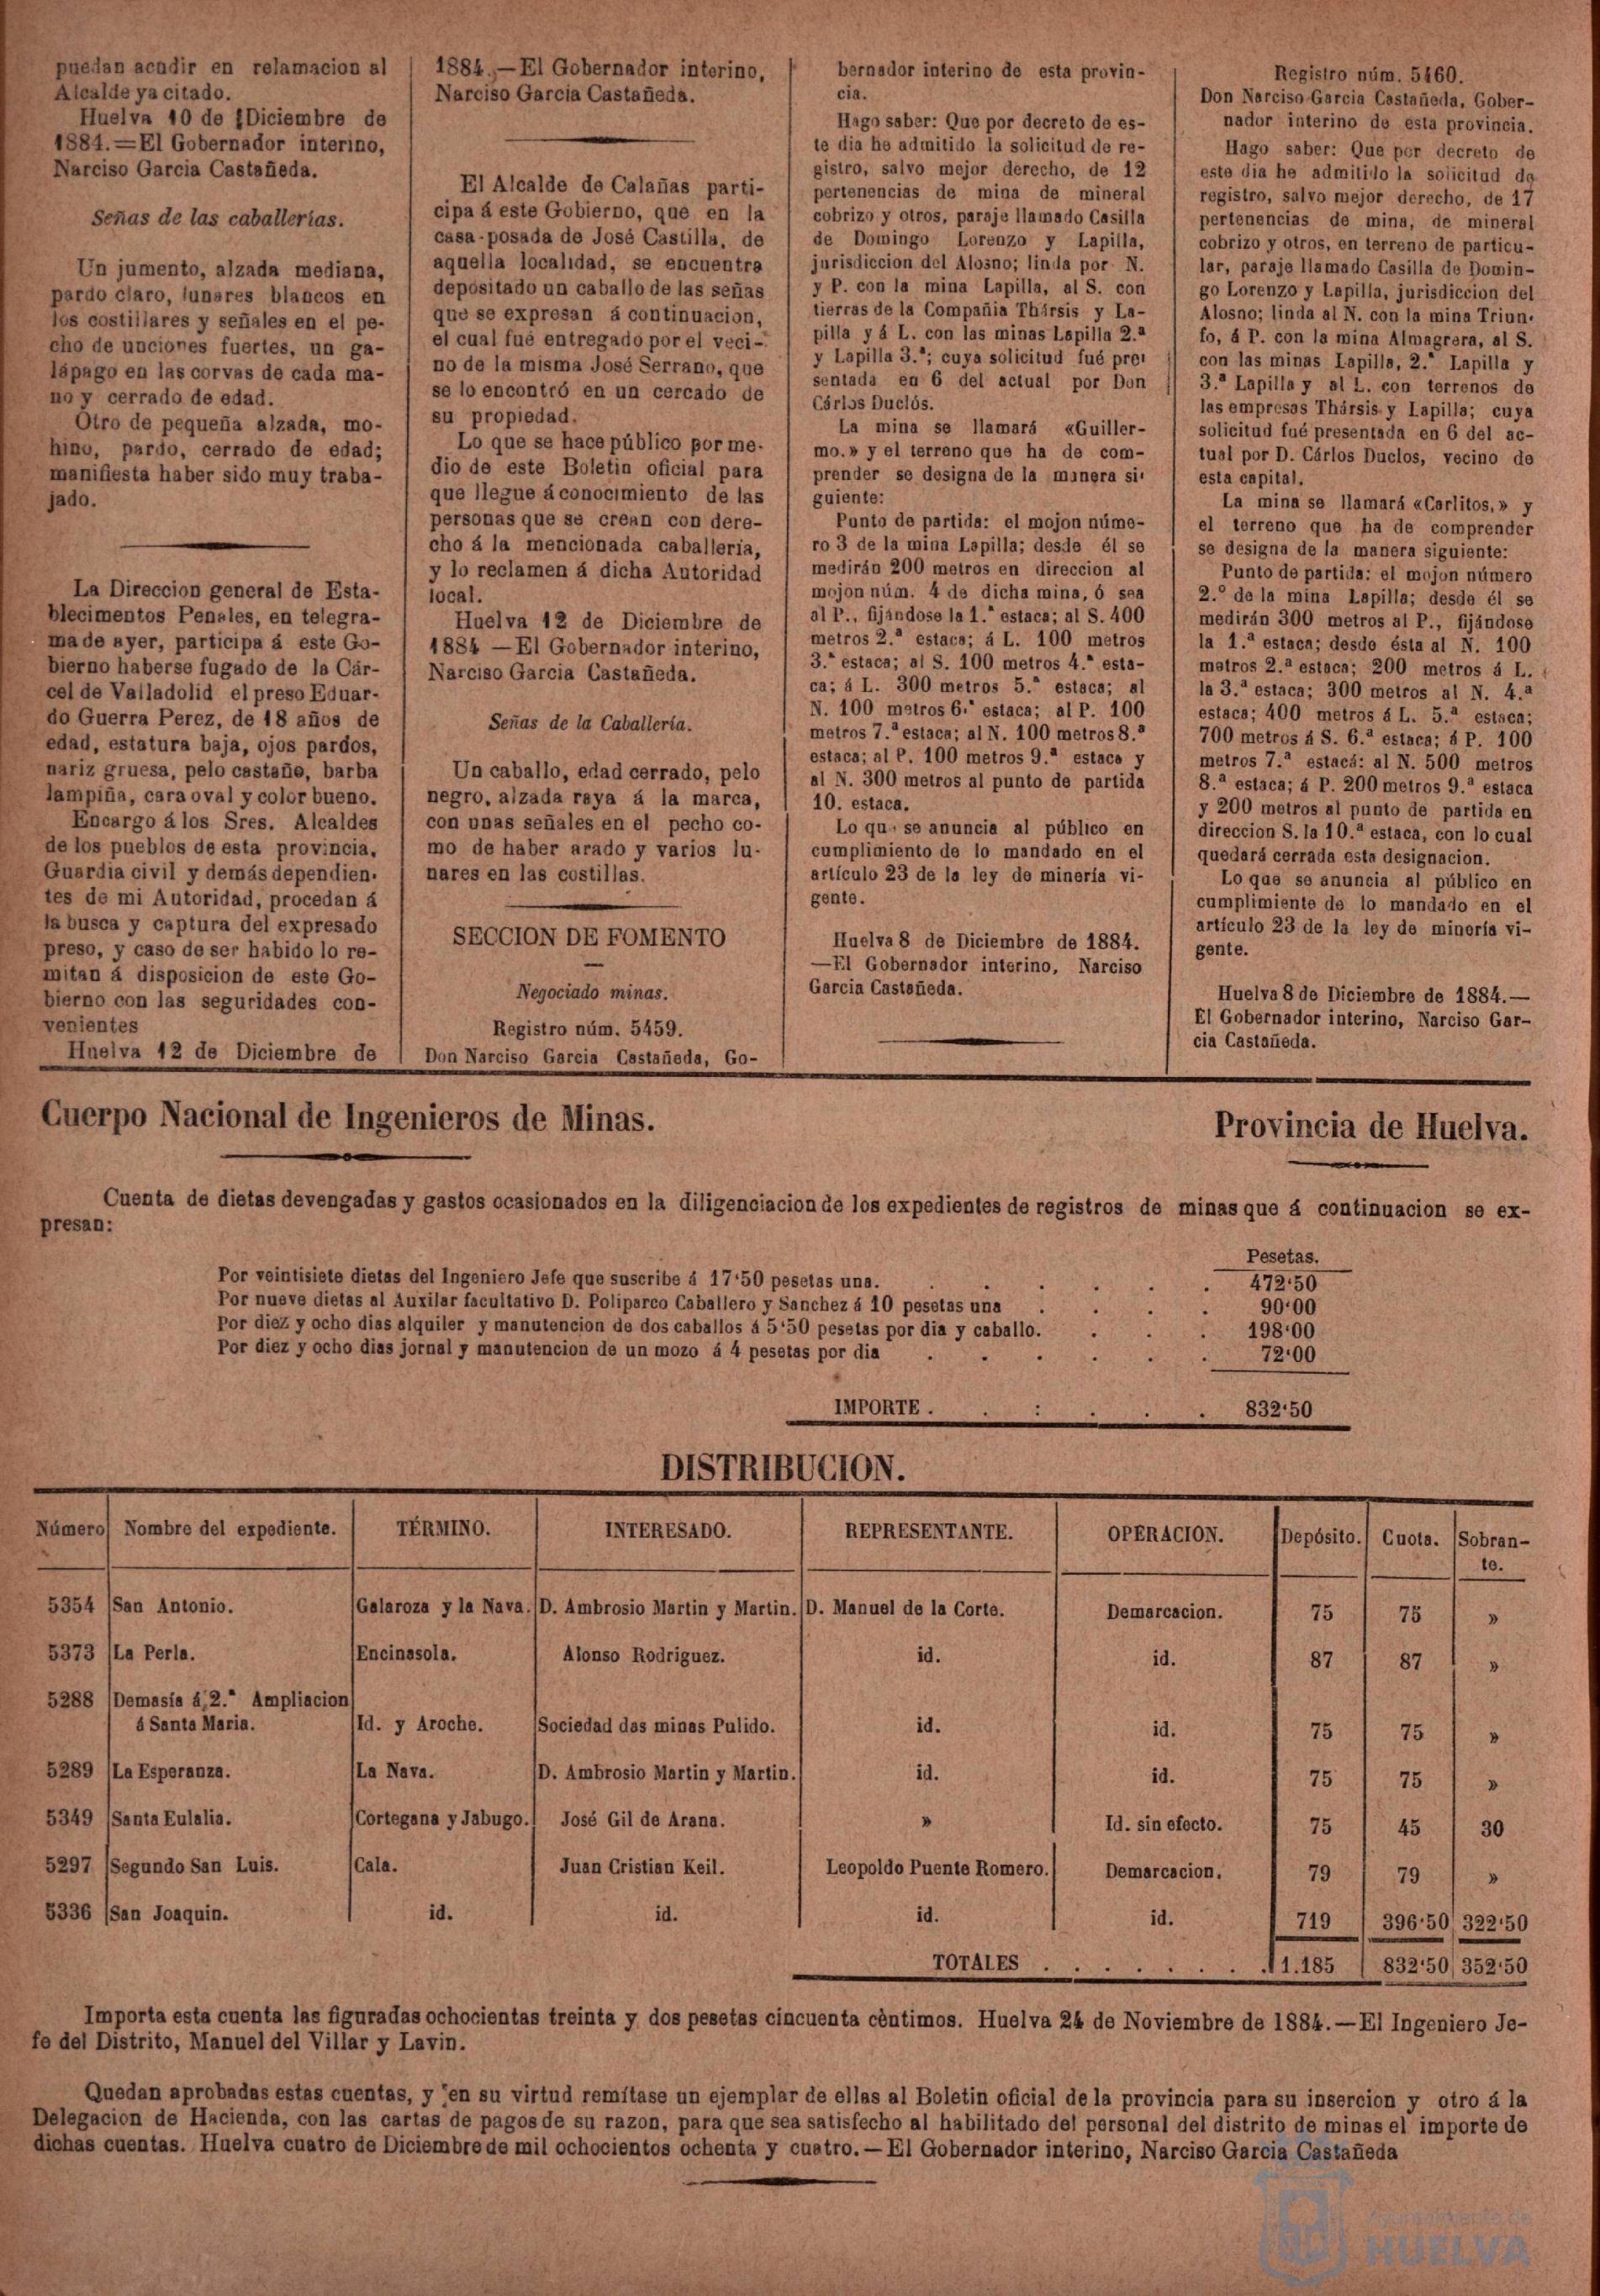 puedan acudir en relamacion al
Alcalde ya citado.
Huelva 10 de Diciembre de
1884.—El Gobernador interino,
Narciso Garcia Castañeda.
Señas de las caballerías.
Un jumento, alzada mediana,
pardo claro, lunares blancos en
los costillares y señales en el pe-
cho de unciones fuertes, un ga-
lápago en las corvas de cada ma-
no y cerrado de edad.
Otro de pequeña alzada, mo-
hino, pardo, cerrado de edad;
manifiesta haber sido muy traba-
jado.
La Direccion general de Esta-
blecimentos Penales, en telegra-
ma de ayer, participa á este Go-
bierno haberse fugado de la Cár-
cel de Valladolid el preso Eduar-
do Guerra Perez, de 18 años de
edad, estatura baja, ojos pardos,
nariz gruesa, pelo castaño, barba
lampiña, cara oval y color bueno.
Encargo á los Sres. Alcaldes
de los pueblos de esta provincia,
Guardia civil y demás dependien-
tes de mi Autoridad, procedan á
la busca y captura del expresado
preso, y caso de ser habido lo re-
mitan á disposicion de este Go-
bierno con las seguridades con-
venientes
Huelva 12 de Diciembre de
1884.—El Gobernador interino,
Narciso Garcia Castañeda.
El Alcalde de Calañas parti-
cipa á este Gobierno, que en la
casa-posada de José Castilla, de
aquella localidad, se encuentra
depositado un caballo de las señas
que se expresan á continuacion,
el cual fué entregado por el veci-
no de la misma José Serrano, que
se lo encontró en un cercado de
su propiedad.
Lo que se hace público por me-
dio de este Boletin oficial para
que llegue á conocimiento de las
personas que se crean con dere-
cho á la mencionada caballeria,
y lo reclamen á dicha Autoridad
local.
Huelva 12 de Diciembre de
1884 —El Gobernador interino,
Narciso Garcia Castañeda.
Señas de la Caballería.
Un caballo, edad cerrado, pelo
negro, alzada raya á la marca,
con unas señales en el pecho co-
mo de haber arado y varios lu-
nares en las costillas.
SECCION DE FOMENTO
Negociado minas.
Registro núm. 5459.
Don Narciso Garcia Castañeda, Go-
bernador interino de esta provin-
cia.
Hago saber: Que por decreto de es-
te dia he admitido la solicitud de re-
gistro, salvo mejor derecho, de 12
pertenencias de mina de mineral
cobrizo y otros, paraje llamado Casilla
de Domingo Lorenzo y Lapilla,
jurisdiccion del Alosno; linda por N.
y P. con la mina Lapilla, al S. con
tierras de la Compañia Thársis y La-
pilla y á L. con las minas Lapilla 2.ª
y Lapilla 3.ª; cuya solicitud fué pre-
sentada en 6 del actual por Don
Cárlos Duclós.
La mina se llamará «Guiller-
mo.» y el terreno que ha de com-
prender se designa de la manera si-
guiente:
Punto de partida: el mojon núme-
ro 3 de la mina Lapilla; desde él se
medirán 200 metros en direccion al
mojon núm. 4 de dicha mina, ó sea
al P., fijándose la 1.ª estaca; al S. 400
metros 2.ª estaca; á L. 100 metros
3.ª estaca; al S. 100 metros 4.ª esta-
ca; á L. 300 metros 5.ª estaca; al
N. 100 metros 6.ª estaca; al P. 100
metros 7.ª estaca; al N. 100 metros 8.ª
estaca; al P. 100 metros 9.ª estaca y
al N. 300 metros al punto de partida
10. estaca.
Lo que se anuncia al público en
cumplimiento de lo mandado en el
artículo 23 de la ley de minería vi-
gente.
Huelva 8 de Diciembre de 1884.
—El Gobernador interino, Narciso
Garcia Castañeda.
Registro núm. 5460.
Don Narciso Garcia Castañeda, Gober-
nador interino de esta provincia.
Hago saber: Que por decreto de
este dia he admitido la solicitud de
registro, salvo mejor derecho, de 17
pertenencias de mina, de mineral
cobrizo y otros, en terreno de particu-
lar, paraje llamado Casilla de Domin-
go Lorenzo y Lapilla, jurisdiccion del
Alosno; linda al N. con la mina Triun-
fo, á P. con la mina Almagrera, al S.
con las minas Lapilla, 2.ª Lapilla y
3.ª Lapilla y al L. con terrenos de
las empresas Thársis y Lapilla; cuya
solicitud fué presentada en 6 del ac-
tual por D. Cárlos Duclos, vecino de
esta capital.
La mina se llamará «Carlitos,» y
el terreno que ha de comprender
se designa de la manera siguiente:
Punto de partida: el mojon número
2.º de la mina Lapilla; desde él se
medirán 300 metros al P., fijándose
la 1.ª estaca; desde ésta al N. 100
metros 2.ª estaca; 200 metros á L.
la 3.ª estaca; 300 metros al N. 4.ª
estaca; 400 metros á L. 5.ª estaca;
700 metros á S. 6.ª estaca; á P. 100
metros 7.ª estacá: al N. 500 metros
8.ª estaca; á P. 200 metros 9.ª estaca
y 200 metros al punto de partida en
direccion S. la 10.ª estaca, con lo cual
quedará cerrada esta designacion.
Lo que se anuncia al público en
cumplimiento de lo mandado en el
artículo 23 de la ley de minería vi-
gente.
Huelva 8 de Diciembre de 1884.—
El Gobernador interino, Narciso Gar-
cia Castañeda.
Cuerpo Nacional de Ingenieros de Minas. Provincia de Huelva.
Cuenta de dietas devengadas y gastos ocasionados en la diligenciacion de los expedientes de registros de minas que á continuacion se ex-
presan:
Pesetas.
Por veintisiete dietas del Ingeniero Jefe que suscribe á 17'50 pesetas una. 472'50
Por nueve dietas al Auxilar facultativo D. Poliparco Caballero y Sanchez á 10 pesetas una 90'00
Por diez y ocho dias alquiler y manutencion de dos caballos á 5'50 pesetas por dia y caballo. 198'00
Por diez y ocho dias jornal y manutencion de un mozo á 4 pesetas por dia 72'00
IMPORTE. 832'50
DISTRIBUCION.
Número Nombre del expediente. TÉRMINO. INTERESADO. REPRESENTANTE. OPERACION. Depósito. Cuota. Sobran-
te.
5354 San Antonio. Galaroza y la Nava. D. Ambrosio Martin y Martin. D. Manuel de la Corte. Demarcacion. 75 75 »
5373 La Perla. Encinasola. Alonso Rodriguez. id. id. 87 87 »
5288 Demasía á 2.ª Ampliacion
á Santa Maria. Id. y Aroche. Sociedad das minas Pulido. id. id. 75 75 »
5289 La Esperanza. La Nava. D. Ambrosio Martin y Martin. id. id. 75 75 »
5349 Santa Eulalia. Cortegana y Jabugo. José Gil de Arana. » Id. sin efecto. 75 45 30
5297 Segundo San Luis. Cala. Juan Cristian Keil. Leopoldo Puente Romero. Demarcacion. 79 79 »
5336 San Joaquin. id. id. id. id. 719 396'50 322'50
TOTALES . . . . . . . . 1.185 832'50 352'50
Importa esta cuenta las figuradas ochocientas treinta y dos pesetas cincuenta cèntimos. Huelva 24 de Noviembre de 1884.—El Ingeniero Je-
fe del Distrito, Manuel del Villar y Lavin.
Quedan aprobadas estas cuentas, y en su virtud remítase un ejemplar de ellas al Boletin oficial de la provincia para su insercion y otro á la
Delegacion de Hacienda, con las cartas de pagos de su razon, para que sea satisfecho al habilitado del personal del distrito de minas el importe de
dichas cuentas. Huelva cuatro de Diciembre de mil ochocientos ochenta y cuatro.—El Gobernador interino, Narciso Garcia Castañeda
Ayuntamiento de
HUELVA